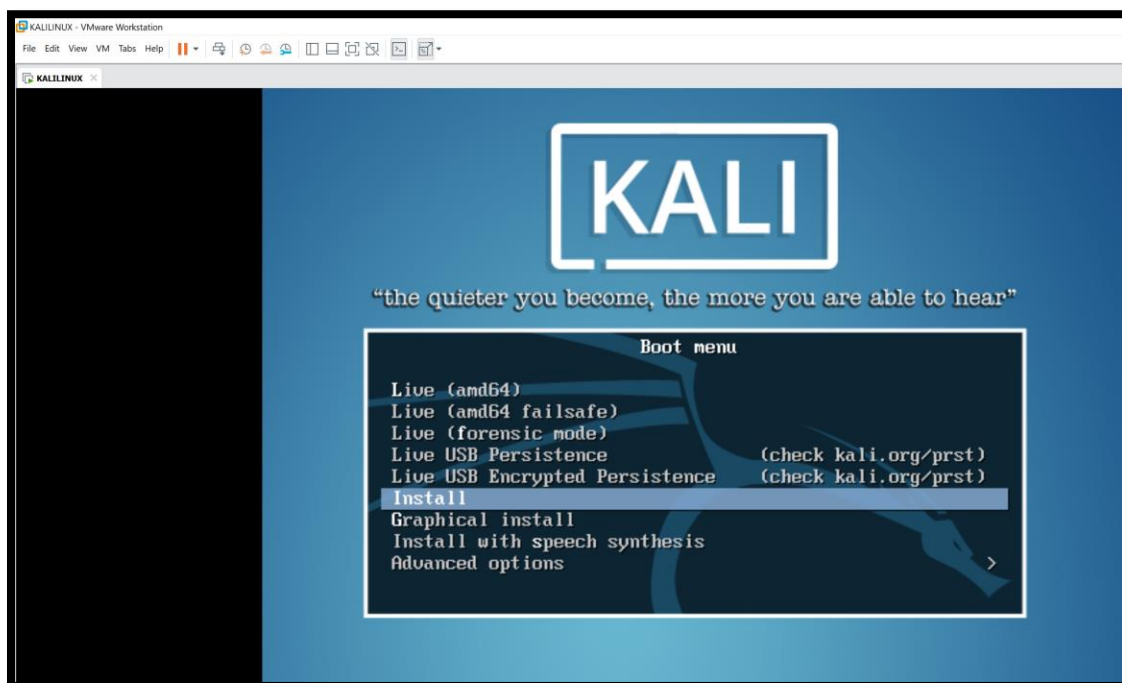 KALILINUX - VMware Workstation
File Edit View VM Tabs Help
KALILINUX
KALI
“the quieter you become, the more you are able to hear”
Boot menu
Live (amd64)
Live (amd64 failsafe)
Live (forensic mode)
Live USB Persistence (check kali.org/prst)
Live USB Encrypted Persistence (check kali.org/prst)
Install
Graphical install
Install with speech synthesis
Advanced options >